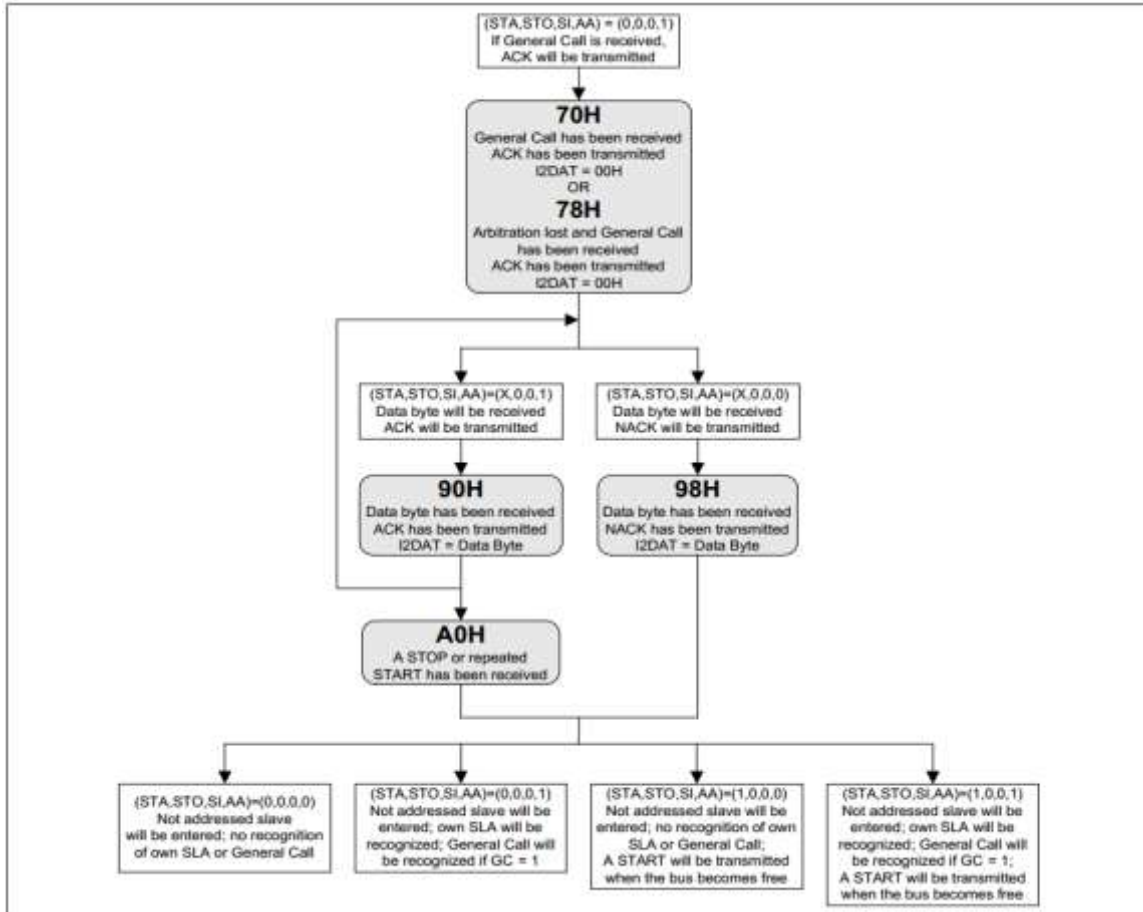 (STA,STO,SI,AA) = (0,0,0,1)
If General Call is received,
ACK will be transmitted
70H
General Call has been received
ACK has been transmitted
I2DAT = 00H
OR
78H
Arbitration lost and General Call
has been received
ACK has been transmitted
I2DAT = 00H
(STA,STO,SI,AA)=(X,0,0,1)
Data byte will be received
ACK will be transmitted
(STA,STO,SI,AA)=(X,0,0,0)
Data byte will be received
NACK will be transmitted
90H
Data byte has been received
ACK has been transmitted
I2DAT = Data Byte
98H
Data byte has been received
NACK has been transmitted
I2DAT = Data Byte
A0H
A STOP or repeated
START has been received
(STA,STO,SI,AA)=(0,0,0,0)
Not addressed slave
will be entered; no recognition
of own SLA or General Call
(STA,STO,SI,AA)=(0,0,0,1)
Not addressed slave will be
entered; own SLA will be
recognized; General Call will
be recognized if GC = 1
(STA,STO,SI,AA)=(1,0,0,0)
Not addressed slave will be
entered; no recognition of own
SLA or General Call;
A START will be transmitted
when the bus becomes free
(STA,STO,SI,AA)=(1,0,0,1)
Not addressed slave will be
entered; own SLA will be
recognized; General Call will
be recognized if GC = 1;
A START will be transmitted
when the bus becomes free